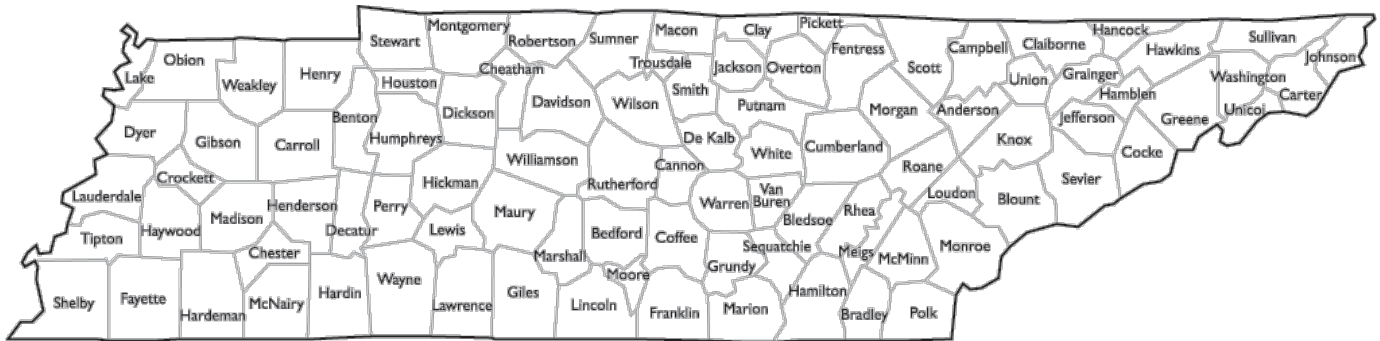 Stewart
Montgomery
Robertson
Sumner
Macon
Clay
Pickett
Fentress
Scott
Campbell
Claiborne
Hancock
Hawkins
Sullivan
Johnson
Lake
Obion
Weakley
Henry
Houston
Cheatham
Trousdale
Jackson
Overton
Union
Grainger
Washington
Carter
Hamblen
Unicoi
Benton
Dickson
Davidson
Wilson
Smith
Putnam
Morgan
Anderson
Jefferson
Greene
Dyer
Gibson
Carroll
Humphreys
De Kalb
White
Cumberland
Knox
Cocke
Crockett
Williamson
Cannon
Roane
Sevier
Lauderdale
Hickman
Rutherford
Van
Buren
Loudon
Blount
Madison
Henderson
Perry
Maury
Warren
Bledsoe
Rhea
Tipton
Haywood
Decatur
Lewis
Bedford
Coffee
Sequatchie
Monroe
Chester
Marshall
Meigs
McMinn
Grundy
Moore
Shelby
Fayette
Hardeman
McNairy
Hardin
Wayne
Lawrence
Giles
Lincoln
Franklin
Marion
Hamilton
Bradley
Polk